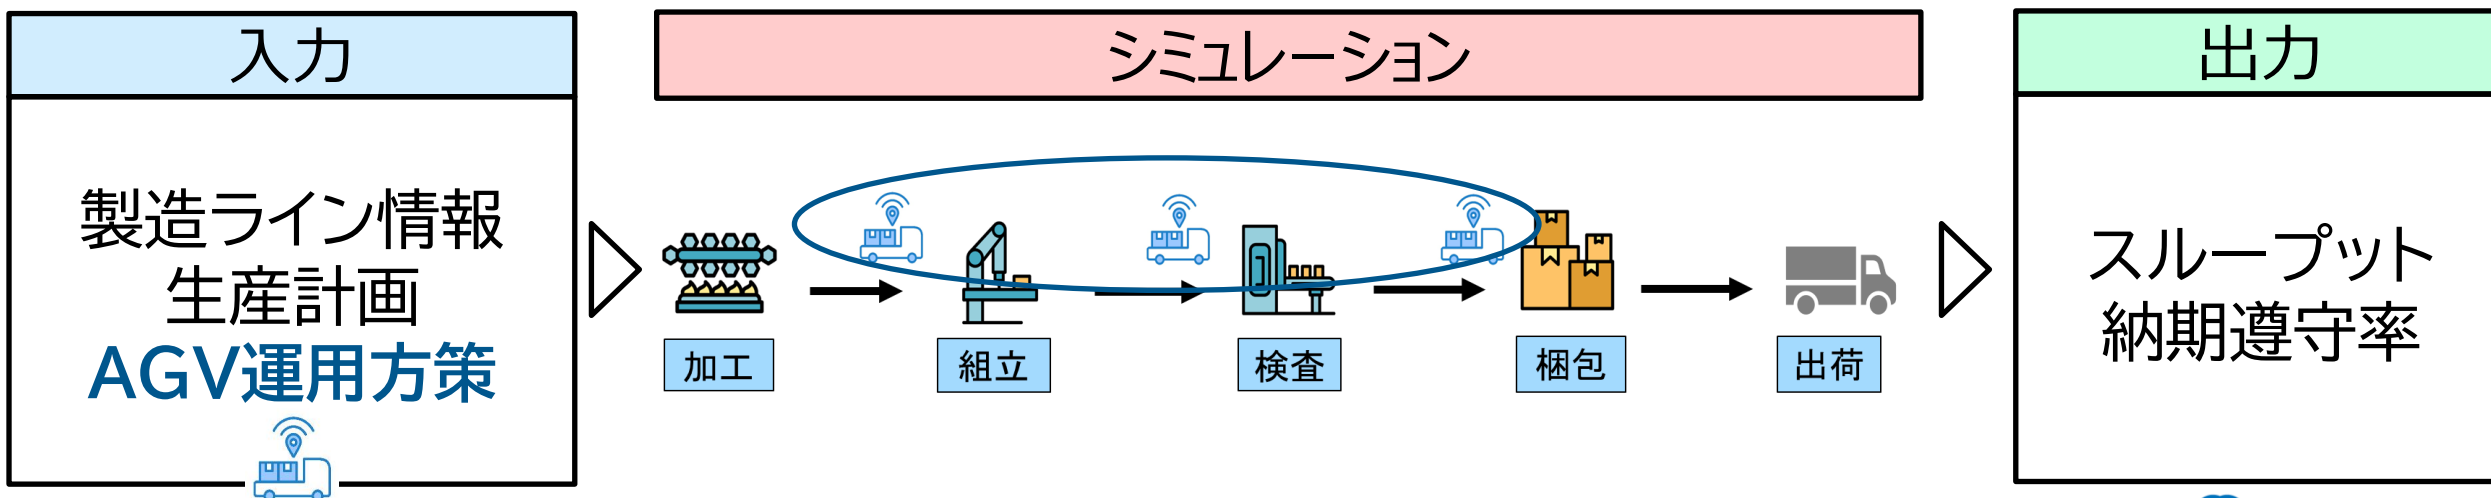 入力
製造ライン情報
生産計画
AGV運用方策
シミュレーション
加工
組立
検査
梱包
出荷
出力
スループット
納期遵守率